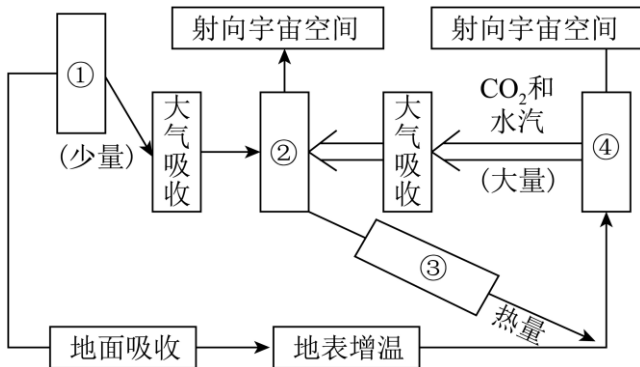 射向宇宙空间
射向宇宙空间
①
大气吸收
(少量)
②
大气吸收
CO₂和
水汽
(大量)
④
③
热量
地面吸收
地表增温